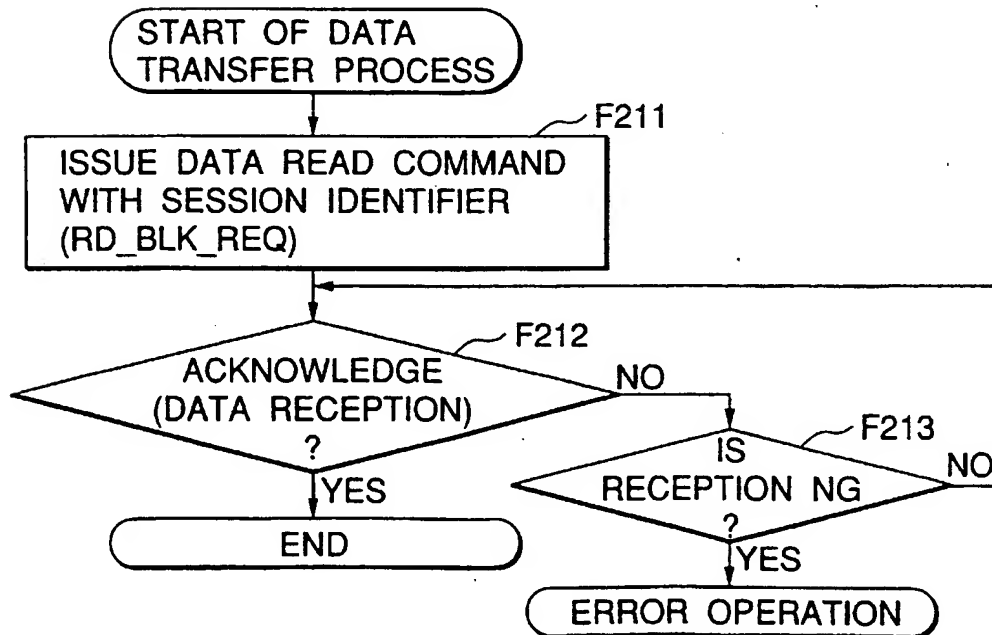 START OF DATA
TRANSFER PROCESS
F211
ISSUE DATA READ COMMAND
WITH SESSION IDENTIFIER
(RD_BLK_REQ)
F212
ACKNOWLEDGE
(DATA RECEPTION)
?
NO
YES
END
F213
IS
RECEPTION NG
?
NO
YES
ERROR OPERATION